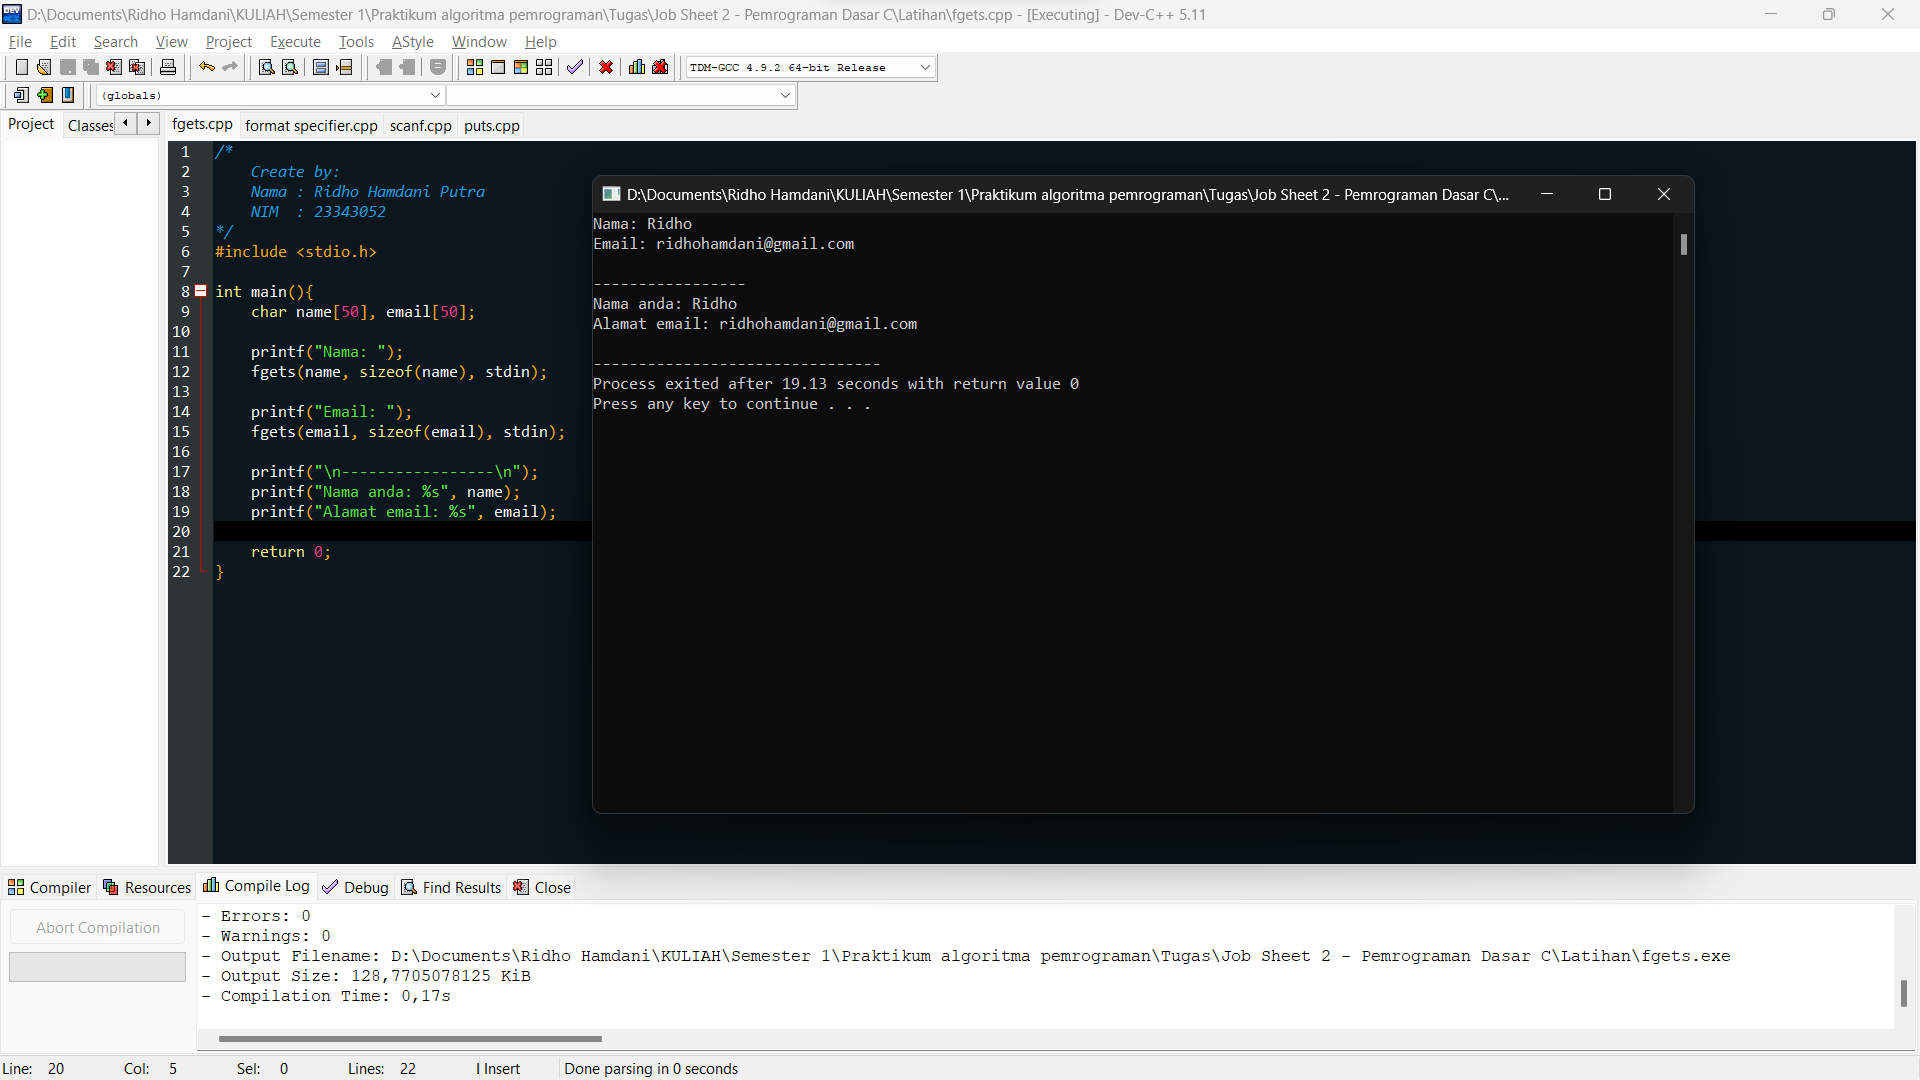 D:\Documents\Ridho Hamdani\KULIAH\Semester 1\Praktikum algoritma pemrograman\Tugas\Job Sheet 2 - Pemrograman Dasar C\Latihan\fgets.cpp - [Executing] - Dev-C++ 5.11
File Edit Search View Project Execute Tools AStyle Window Help
TDM-GCC 4.9.2 64-bit Release
(globals)
Project Classes fgets.cpp format specifier.cpp scanf.cpp puts.cpp
1 /*
2 Create by:
3 Nama : Ridho Hamdani Putra
4 NIM  : 23343052
5 */
6 #include <stdio.h>
7
8 int main(){
9 char name[50], email[50];
10
11 printf("Nama: ");
12 fgets(name, sizeof(name), stdin);
13
14 printf("Email: ");
15 fgets(email, sizeof(email), stdin);
16
17 printf("\n-----------------\n");
18 printf("Nama anda: %s", name);
19 printf("Alamat email: %s", email);
20
21 return 0;
22 }
D:\Documents\Ridho Hamdani\KULIAH\Semester 1\Praktikum algoritma pemrograman\Tugas\Job Sheet 2 - Pemrograman Dasar C\...
Nama: Ridho
Email: ridhohamdani@gmail.com
-----------------
Nama anda: Ridho
Alamat email: ridhohamdani@gmail.com
--------------------------------
Process exited after 19.13 seconds with return value 0
Press any key to continue . . .
Compiler Resources Compile Log Debug Find Results Close
Abort Compilation
- Errors: 0
- Warnings: 0
- Output Filename: D:\Documents\Ridho Hamdani\KULIAH\Semester 1\Praktikum algoritma pemrograman\Tugas\Job Sheet 2 - Pemrograman Dasar C\Latihan\fgets.exe
- Output Size: 128,7705078125 KiB
- Compilation Time: 0,17s
Line: 20 Col: 5 Sel: 0 Lines: 22 Insert Done parsing in 0 seconds